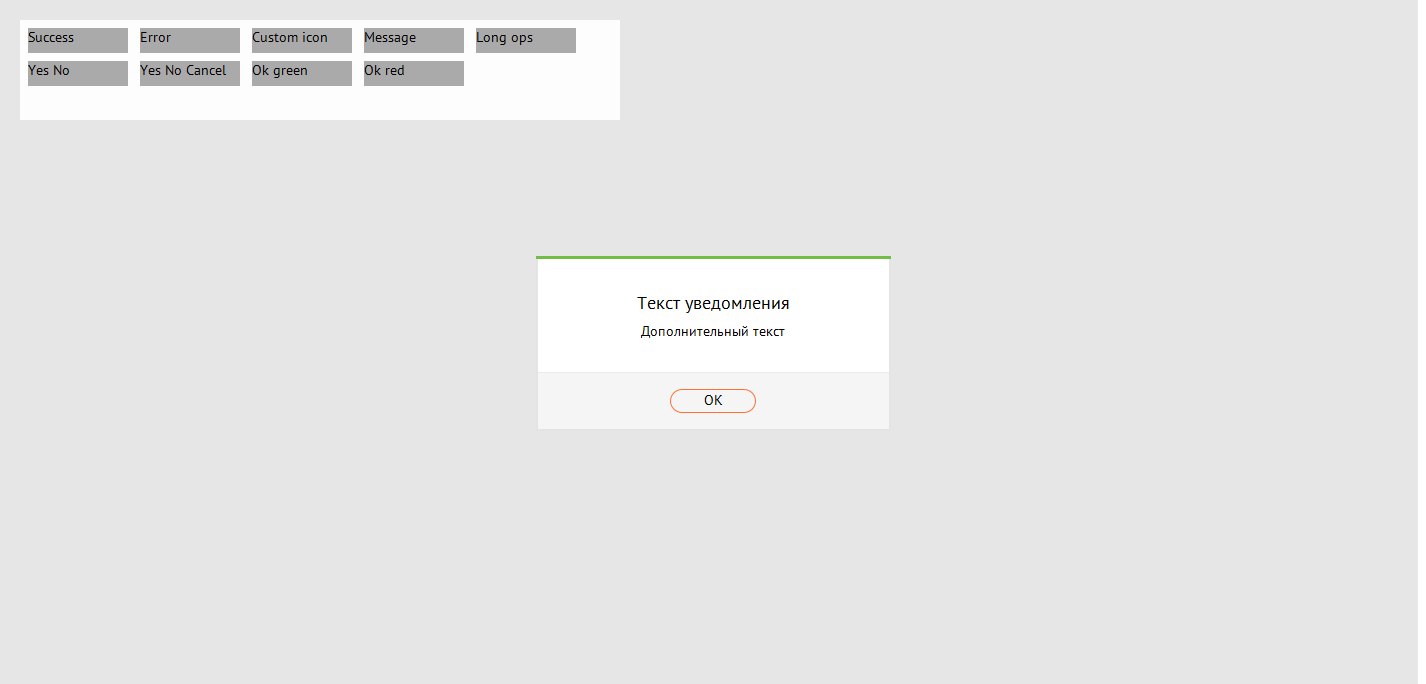 Success Error Custom icon Message Long ops
Yes No Yes No Cancel Ok green Ok red
Текст уведомления
Дополнительный текст
OK